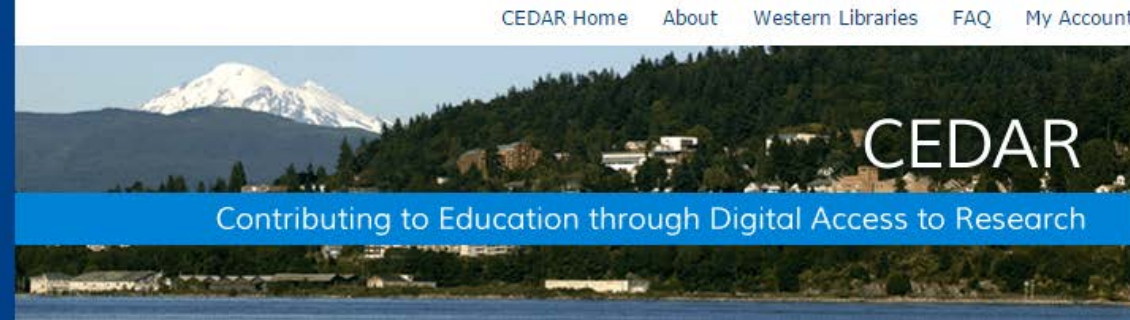 CEDAR Home About Western Libraries FAQ My Account
CEDAR
Contributing to Education through Digital Access to Research